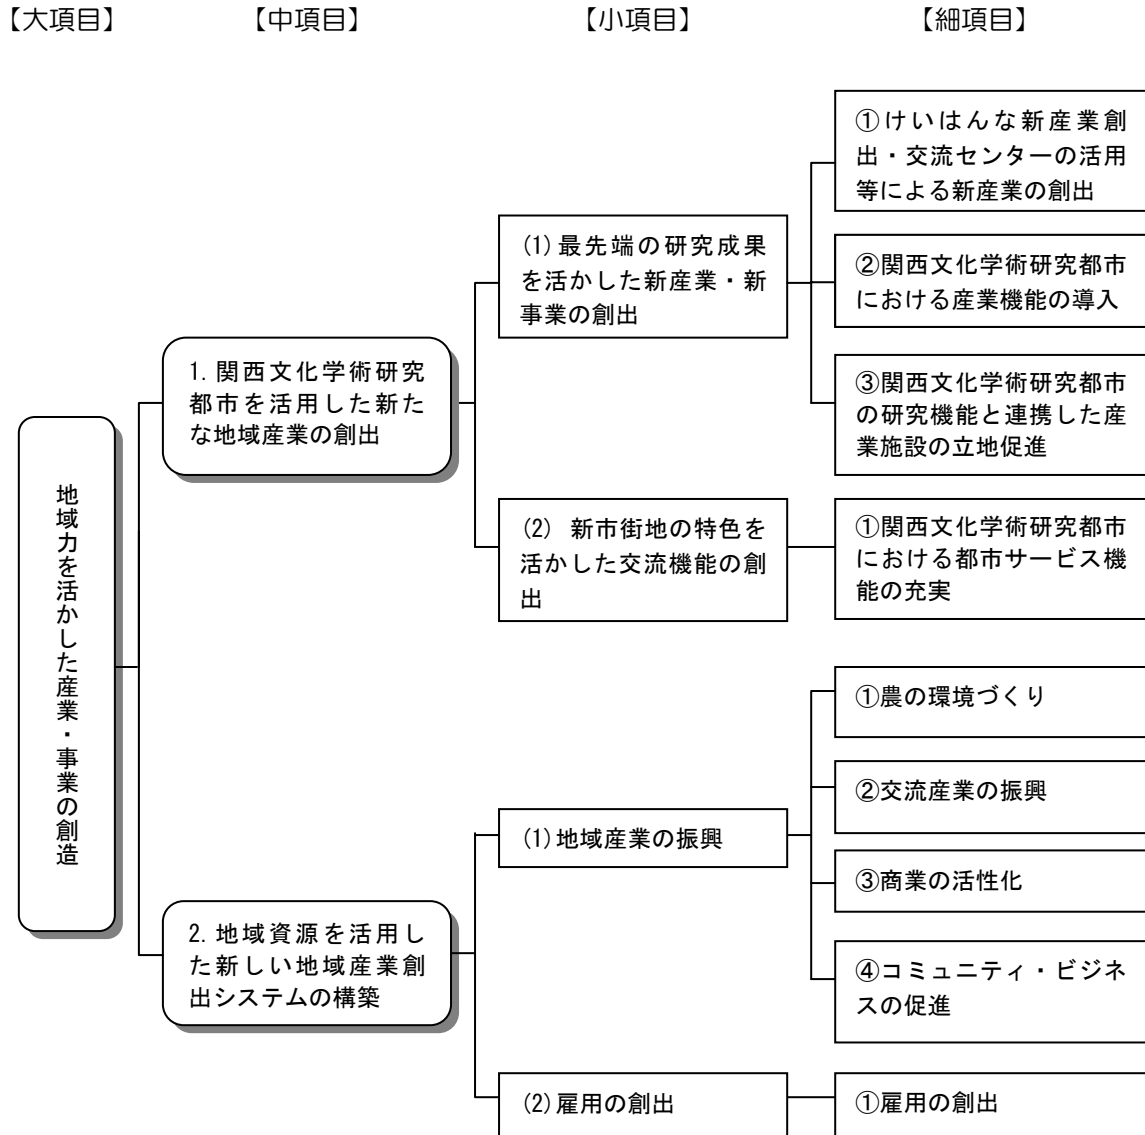 【大項目】 【中項目】 【小項目】 【細項目】
地域力を活かした産業・事業の創造
1.関西文化学術研究
都市を活用した新た
な地域産業の創出
(1)最先端の研究成果
を活かした新産業・新
事業の創出
①けいはんな新産業創
出・交流センターの活用
等による新産業の創出
②関西文化学術研究都市
における産業機能の導入
③関西文化学術研究都市
の研究機能と連携した産
業施設の立地促進
(2) 新市街地の特色を
活かした交流機能の創
出
①関西文化学術研究都市
における都市サービス機
能の充実
2.地域資源を活用し
た新しい地域産業創
出システムの構築
(1)地域産業の振興
①農の環境づくり
②交流産業の振興
③商業の活性化
④コミュニティ・ビジネ
スの促進
(2)雇用の創出
①雇用の創出